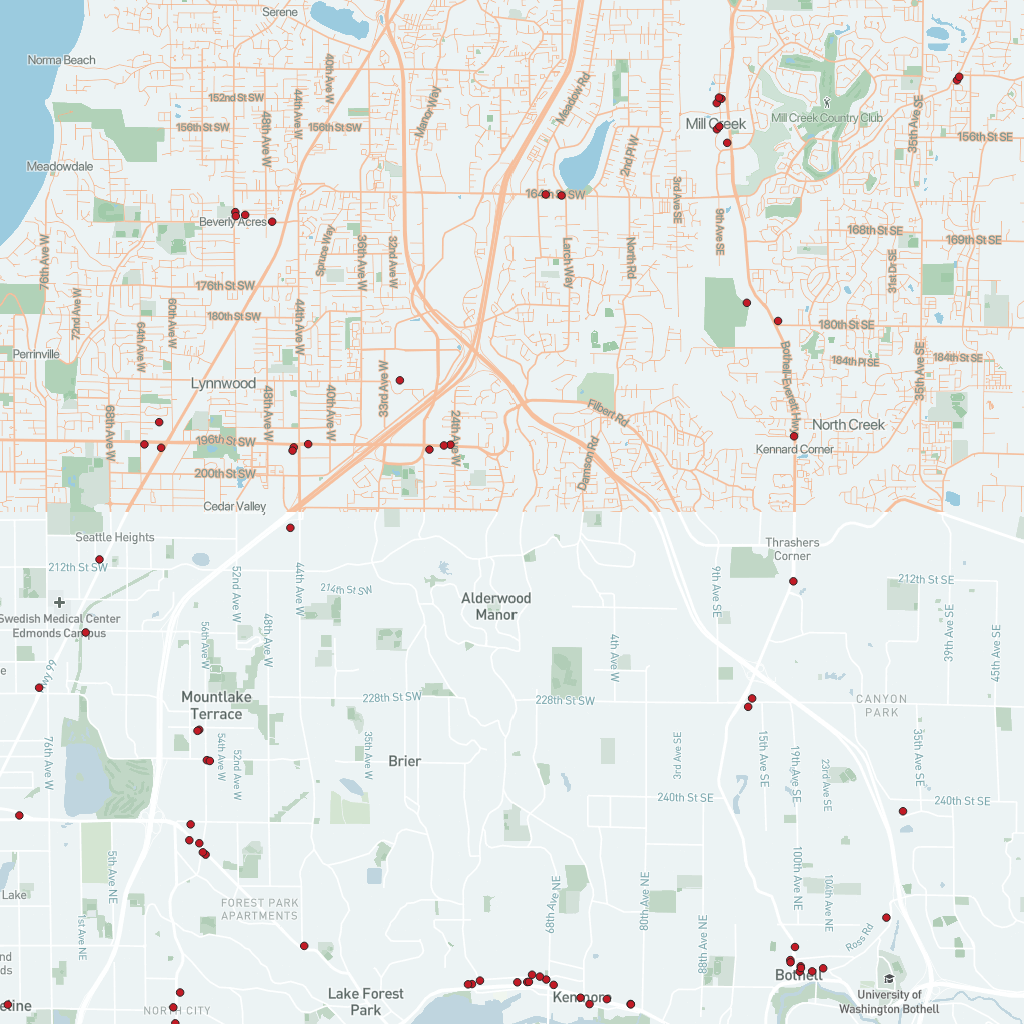 Serene
Norma Beach
40th Ave W
Manor Way
Meadow Rd
152nd St SW
44th Ave W
156th St SW
48th Ave W
156th St SW
Mill Creek
Mill Creek Country Club
35th Ave SE
156th St SE
Meadowdale
2nd Pl W
164th St SW
3rd Ave SE
9th Ave SE
Beverly Acres
76th Ave W
Spruce Way
36th Ave W
32nd Ave W
Larch Way
North Rd
168th St SE
169th St SE
31st Dr SE
176th St SW
72nd Ave W
60th Ave W
64th Ave W
180th St SW
44th Ave W
180th St SE
Perrinville
184th Pl SE
184th St SE
35th Ave SE
Bothell-Everett Hwy
Lynnwood
33rd Ave W
48th Ave W
40th Ave W
24th Ave W
68th Ave W
Filbert Rd
North Creek
196th St SW
Kennard Corner
Damson Rd
200th St SW
Cedar Valley
Seattle Heights
Thrashers
Corner
212th St SW
52nd Ave W
44th Ave W
214th St SW
9th Ave SE
212th St SE
Alderwood
Manor
Swedish Medical Center
Edmonds Campus
56th Ave W
48th Ave W
4th Ave W
39th Ave SE
45th Ave SE
Hwy 99
Mountlake
Terrace
228th St SW
228th St SW
CANYON
PARK
76th Ave W
54th Ave W
52nd Ave W
35th Ave W
3rd Ave SE
15th Ave SE
19th Ave SE
23rd Ave SE
35th Ave SE
Brier
240th St SE
240th St SE
5th Ave NE
1st Ave NE
Lake
FOREST PARK
APARTMENTS
68th Ave NE
80th Ave NE
88th Ave NE
100th Ave NE
104th Ave NE
Ross Rd
nd
ds
Lake Forest
Park
Kenmore
Bothell
University of
Washington Bothell
NORTH CITY
eline